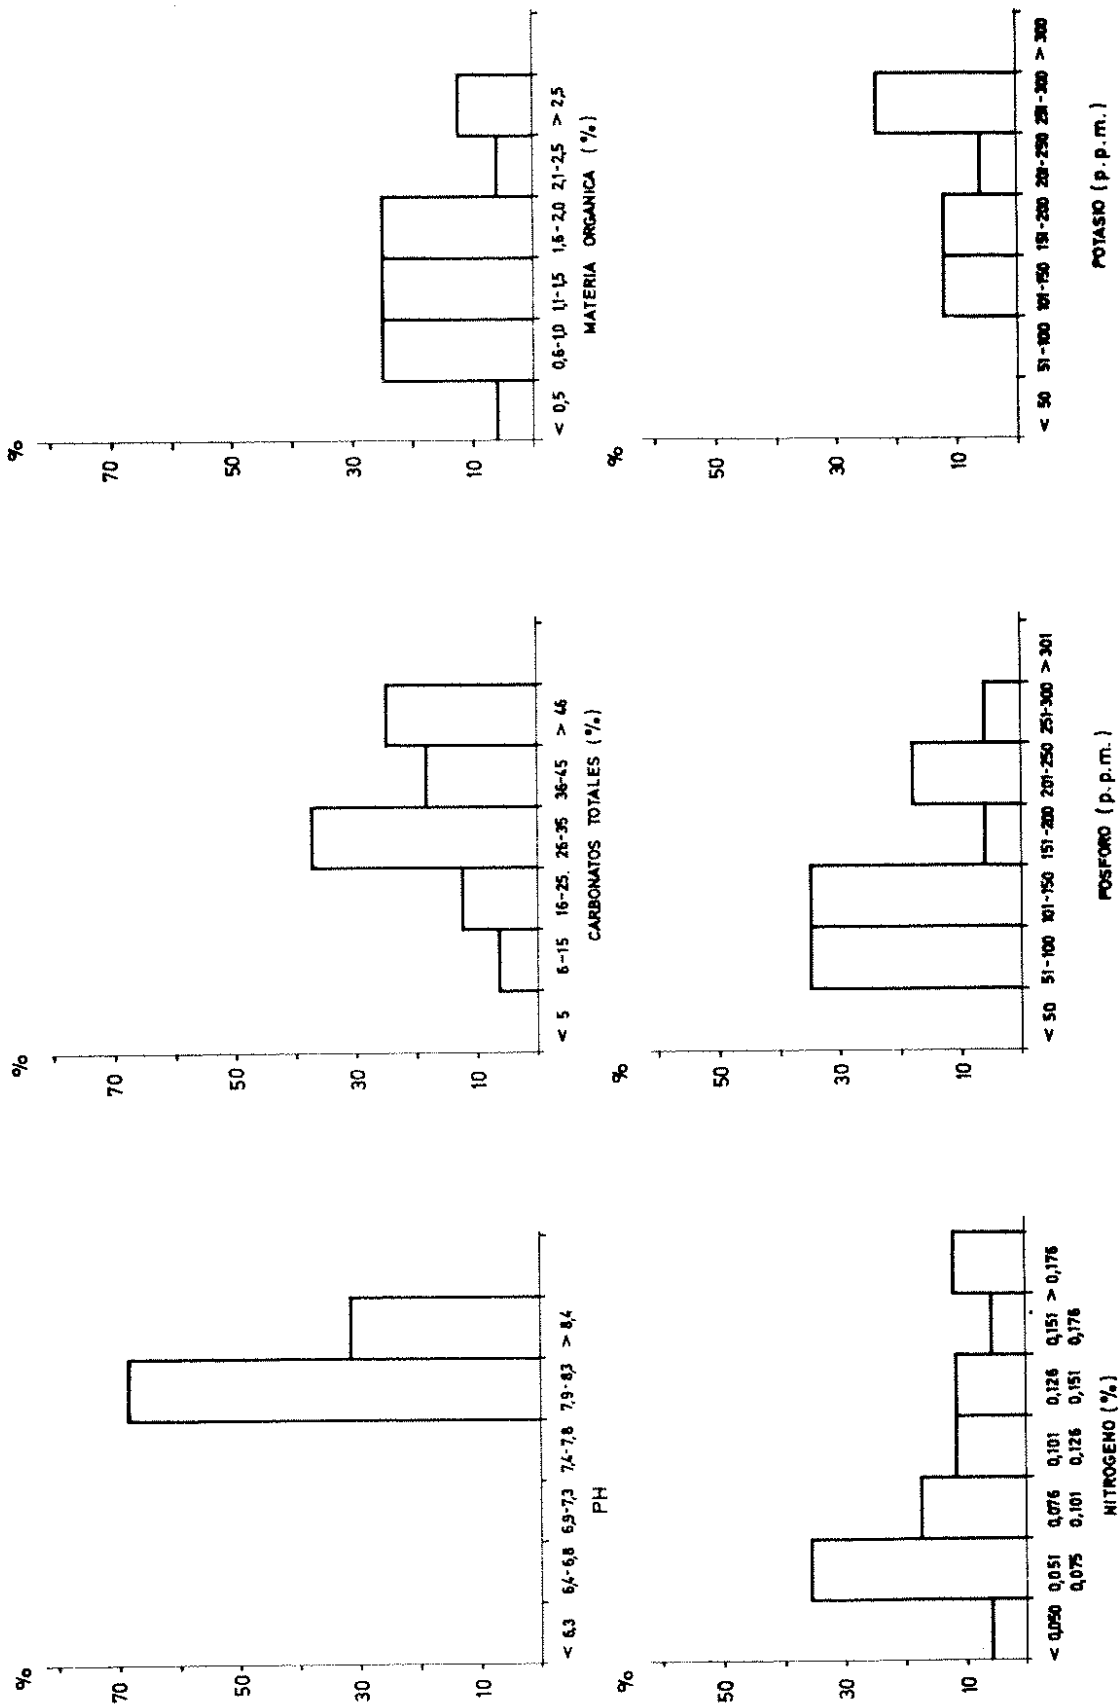 %
70
50
30
10
< 6,3 6,4-6,8 6,9-7,3 7,4-7,8 7,9-8,3 > 8,4
PH
%
70
50
30
10
< 5 6-15 16-25. 26-35 36-45 > 46
CARBONATOS TOTALES (%)
%
70
50
30
10
< 0,5 0,6-1,0 1,1-1,5 1,6-2,0 2,1-2,5 > 2,5
MATERIA ORGANICA (%)
%
50
30
10
< 0,050 0,051 0,076 0,101 0,126 0,151 > 0,176
0,075 0,101 0,126 0,151 0,176
NITROGENO (%)
%
50
30
10
< 50 51-100 101-150 151-200 201-250 251-300 > 301
FOSFORO (p.p.m.)
%
50
30
10
< 50 51-100 101-150 151-200 201-250 251-300 > 300
POTASIO (p.p.m.)